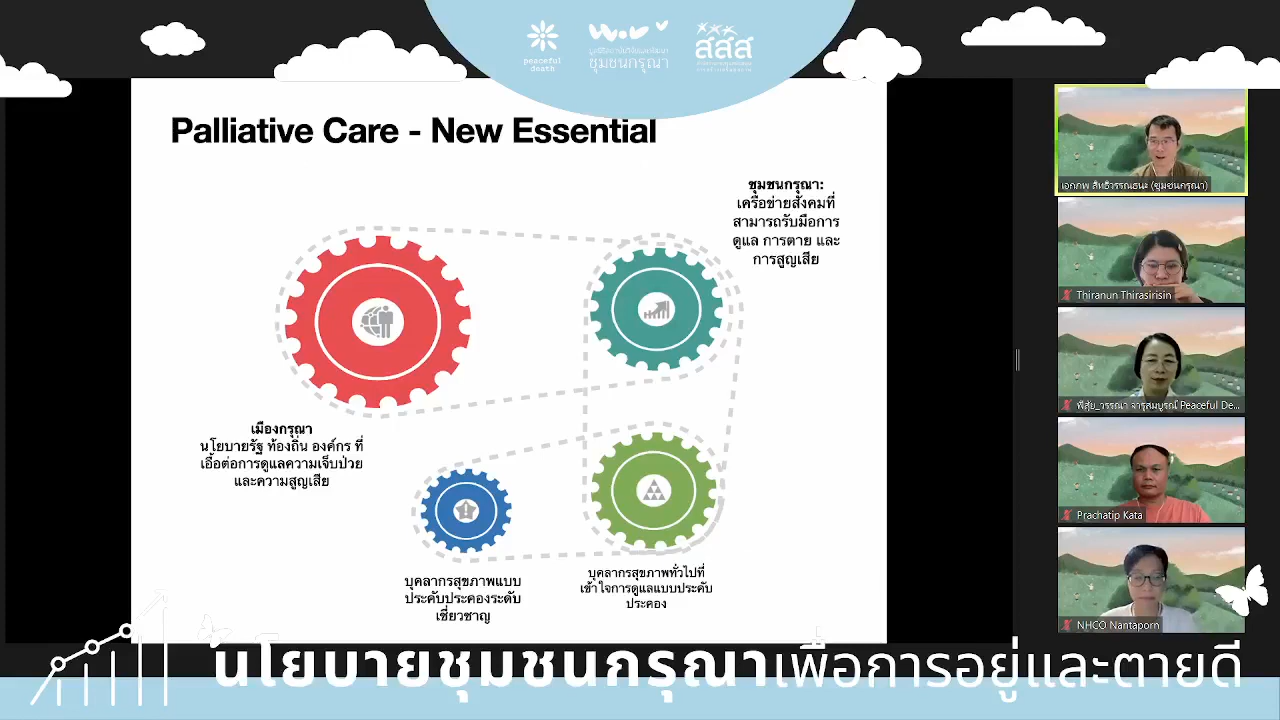 peaceful
death
ชุมชนกรุณา
สสส
Palliative Care - New Essential
ชุมชนกรุณา:
เครือข่ายสังคมที่
สามารถรับมือการ
ดูแล การตาย และ
การสูญเสีย
เมืองกรุณา
นโยบายรัฐ ท้องถิ่น องค์กร ที่
เอื้อต่อการดูแลความเจ็บป่วย
และความสูญเสีย
บุคลากรสุขภาพแบบ
ประคับประคองระดับ
เชี่ยวชาญ
บุคลากรสุขภาพทั่วไปที่
เข้าใจการดูแลแบบประคับ
ประคอง
เอกภพ สิทธิวรรณธนะ (ชุมชนกรุณา)
Thiranun Thirasirisin
พี่สุ้ย_วรรณา จารุสมบูรณ์ Peaceful De...
Prachatip Kata
NHCO Nantaporn
นโยบายชุมชนกรุณาเพื่อการอยู่และตายดี